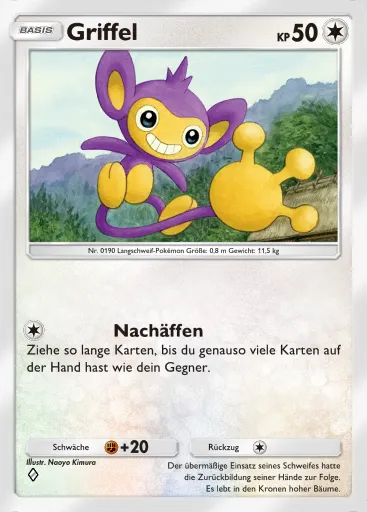 BASIS Griffel KP 50
Nr. 0190 Langschweif-Pokémon Größe: 0,8 m Gewicht: 11,5 kg
Nachäffen
Ziehe so lange Karten, bis du genauso viele Karten auf
der Hand hast wie dein Gegner.
Schwäche +20 Rückzug
Illustr. Naoyo Kimura
Der übermäßige Einsatz seines Schweifes hatte
die Zurückbildung seiner Hände zur Folge.
Es lebt in den Kronen hoher Bäume.